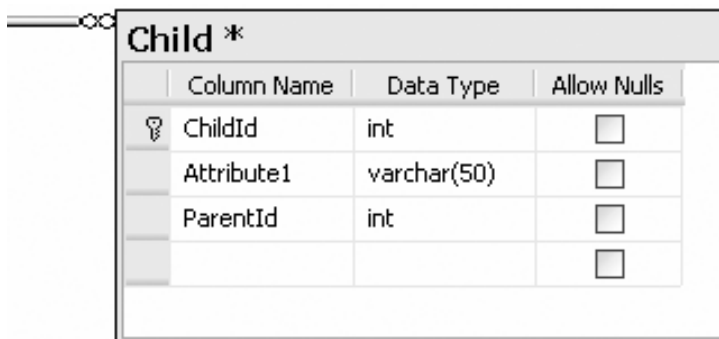 Child *
Column Name Data Type Allow Nulls
ChildId int
Attribute1 varchar(50)
ParentId int